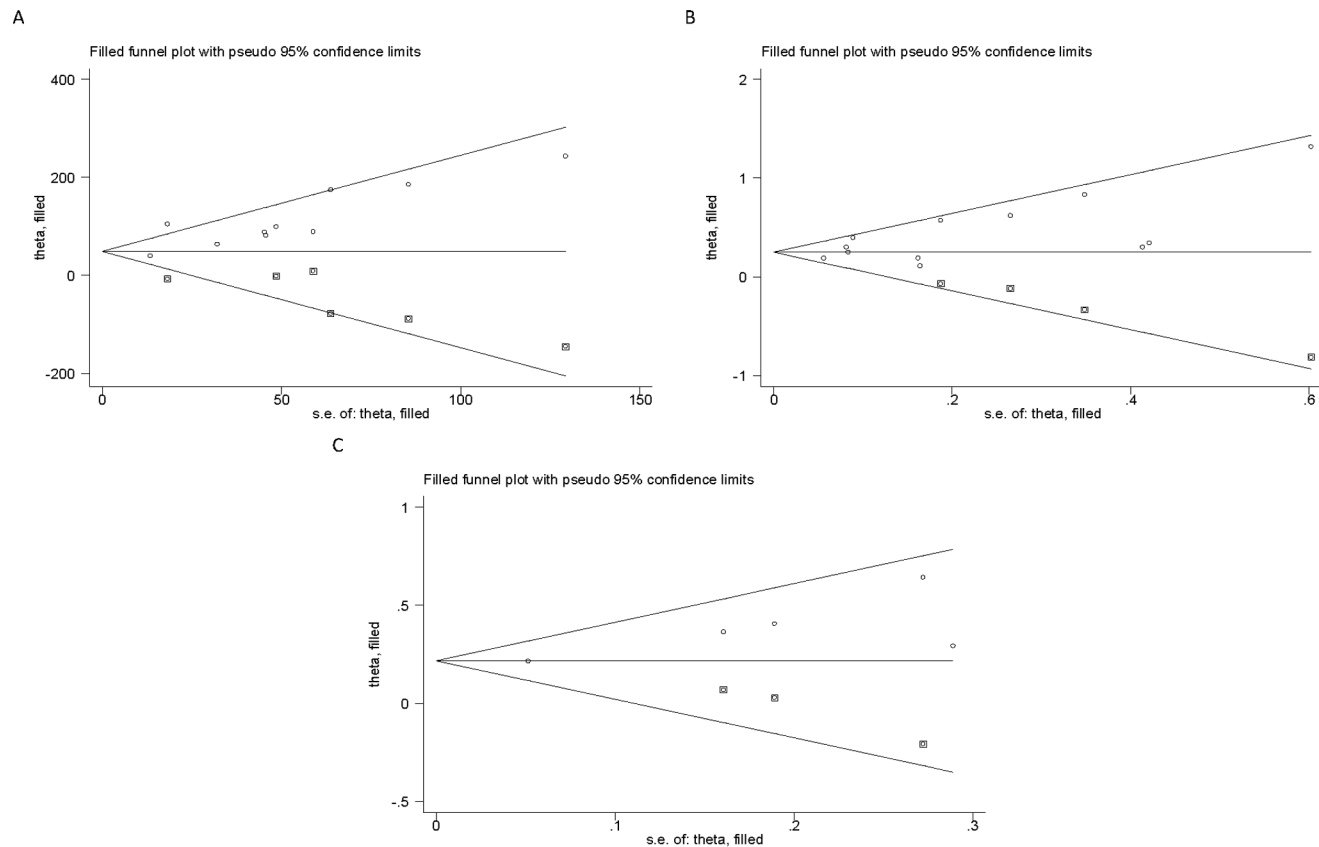 A
Filled funnel plot with pseudo 95% confidence limits
theta, filled
400
200
0
-200
0 50 100 150
s.e. of: theta, filled
B
Filled funnel plot with pseudo 95% confidence limits
theta, filled
2
1
0
-1
0 .2 .4 .6
s.e. of: theta, filled
C
Filled funnel plot with pseudo 95% confidence limits
theta, filled
1
.5
0
-.5
0 .1 .2 .3
s.e. of: theta, filled